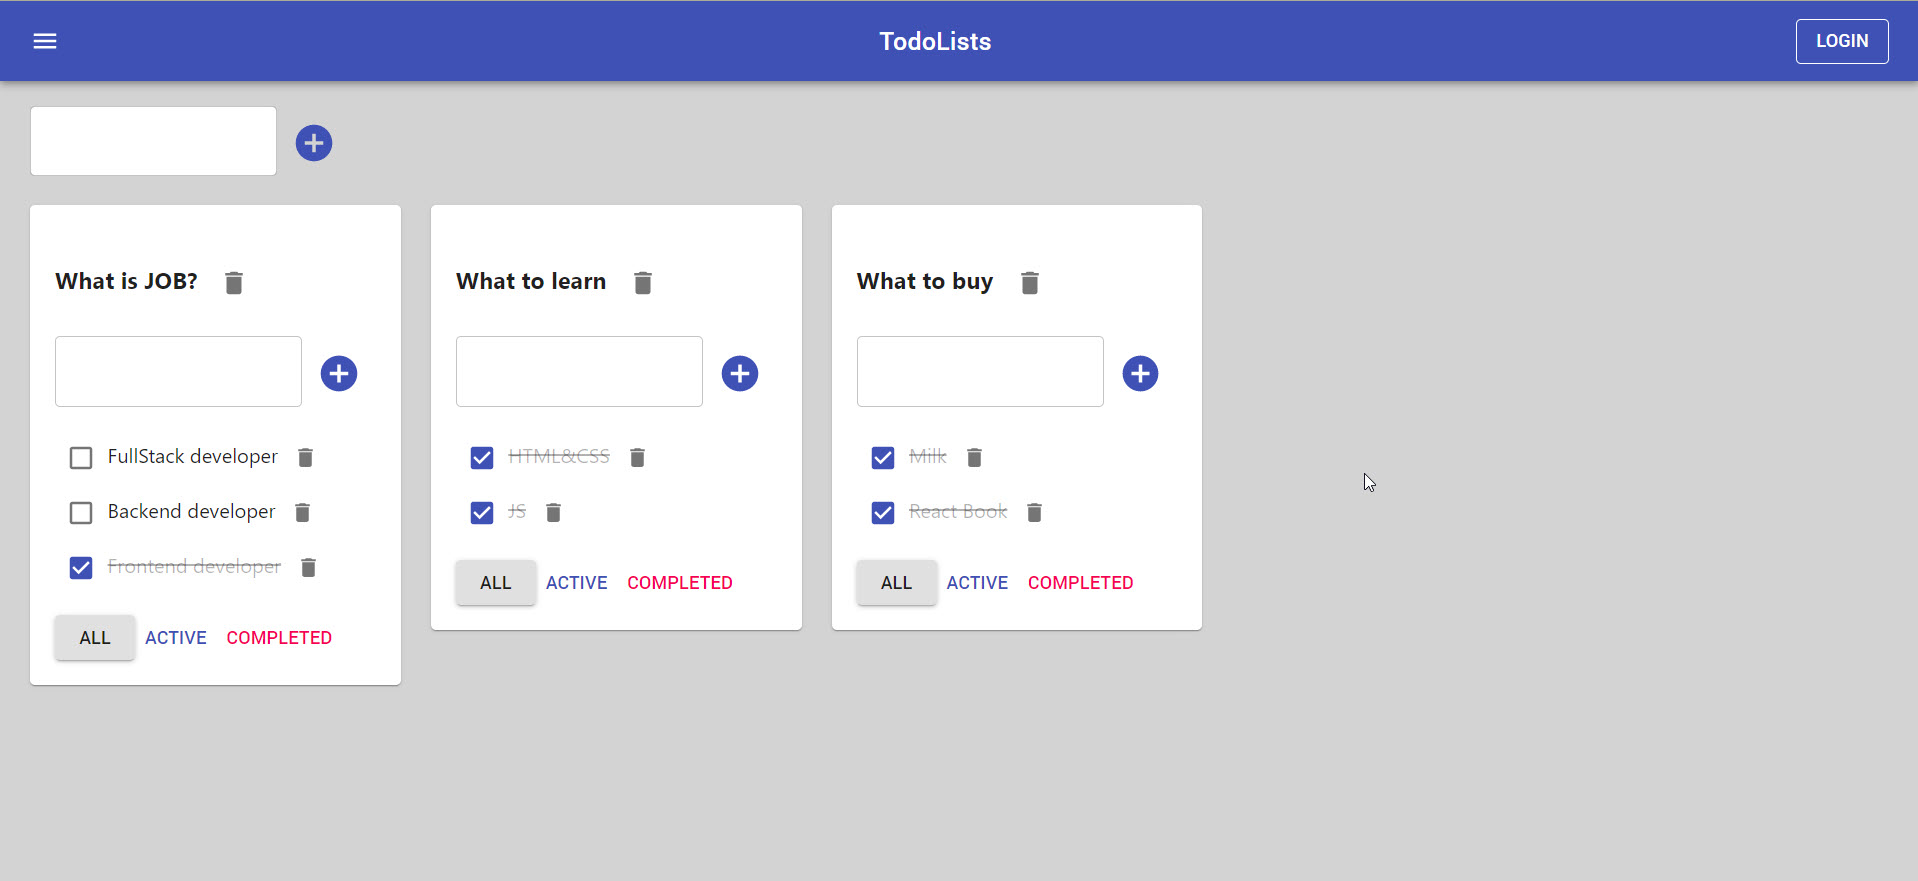 TodoLists
LOGIN
What is JOB?
FullStack developer
Backend developer
Frontend developer
ALL ACTIVE COMPLETED
What to learn
HTML&CSS
JS
ALL ACTIVE COMPLETED
What to buy
Milk
React Book
ALL ACTIVE COMPLETED